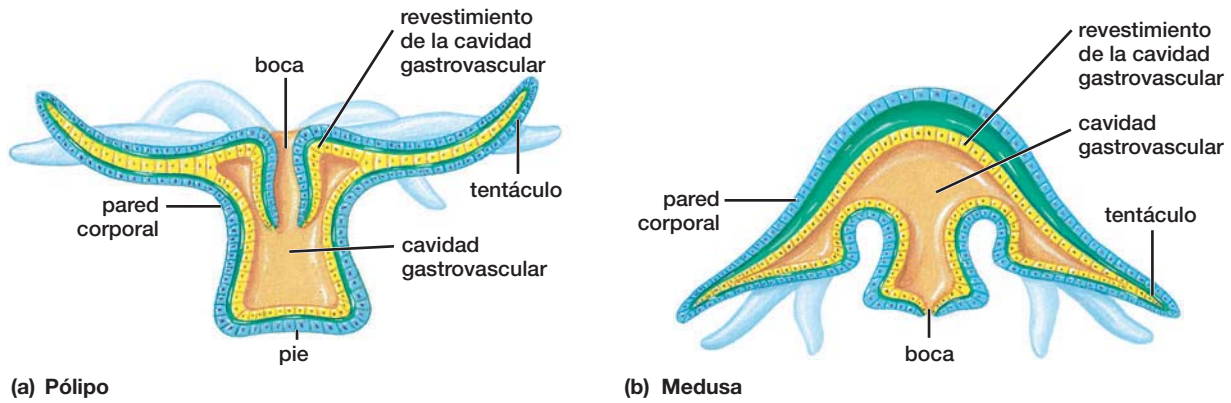 revestimiento
de la cavidad
gastrovascular
boca
tentáculo
pared
corporal
cavidad
gastrovascular
pie
(a) Pólipo
revestimiento
de la cavidad
gastrovascular
cavidad
gastrovascular
pared
corporal
tentáculo
boca
(b) Medusa